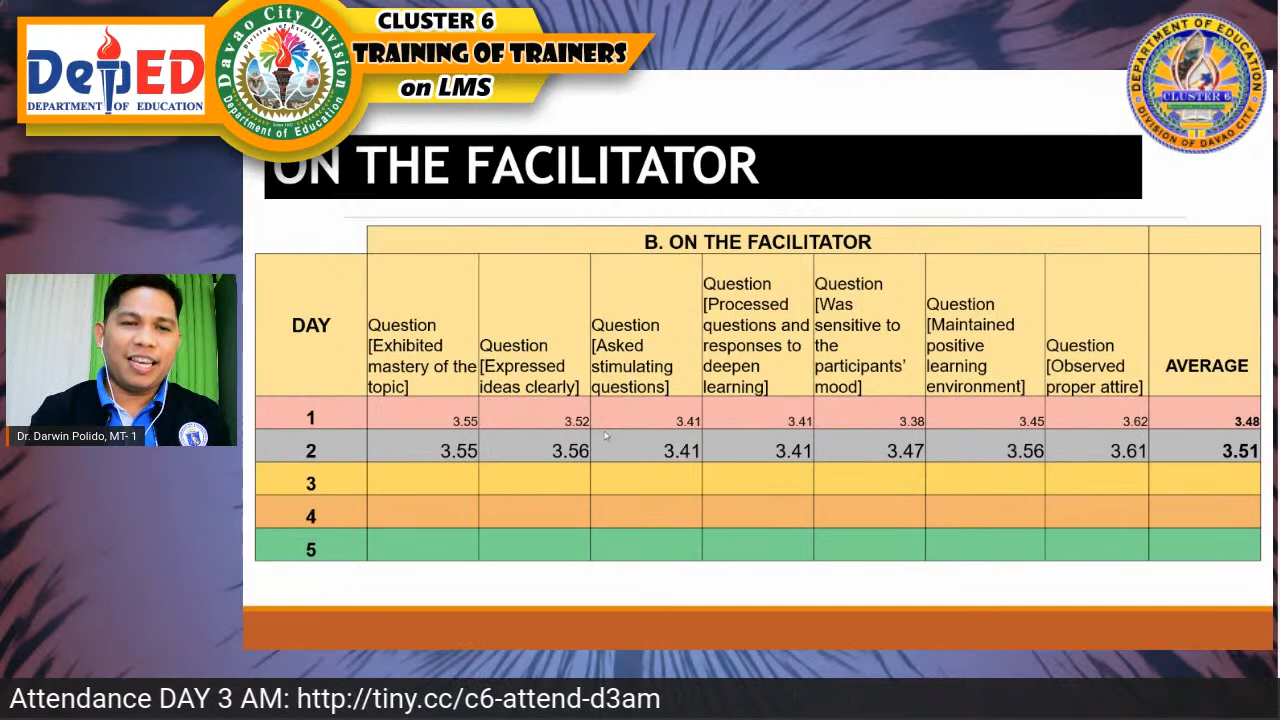 CLUSTER 6
TRAINING OF TRAINERS
on LMS
DepED
DEPARTMENT OF EDUCATION
Davao City Division
Department of Education
DEPARTMENT OF EDUCATION
CLUSTER 6
DIVISION OF DAVAO CITY
ON THE FACILITATOR
B. ON THE FACILITATOR
DAY
Question
[Exhibited
mastery of the
topic]
Question
[Expressed
ideas clearly]
Question
[Asked
stimulating
questions]
Question
[Processed
questions and
responses to
deepen
learning]
Question
[Was
sensitive to
the
participants’
mood]
Question
[Maintained
positive
learning
environment]
Question
[Observed
proper attire]
AVERAGE
1 3.55 3.52 3.41 3.41 3.38 3.45 3.62 3.48
2 3.55 3.56 3.41 3.41 3.47 3.56 3.61 3.51
3
4
5
Dr. Darwin Polido, MT- 1
Attendance DAY 3 AM: http://tiny.cc/c6-attend-d3am